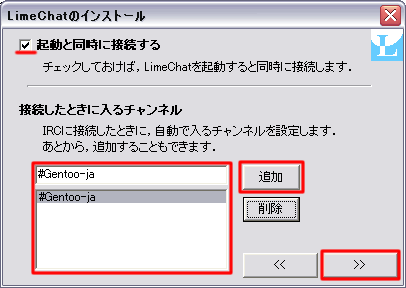 LimeChatのインストール
起動と同時に接続する
チェックしておけば, LimeChatを起動すると同時に接続します.
接続したときに入るチャンネル
IRCに接続したときに, 自動で入るチャンネルを設定します.
あとから, 追加することもできます.
#Gentoo-ja
追加
#Gentoo-ja
削除
<<
>>